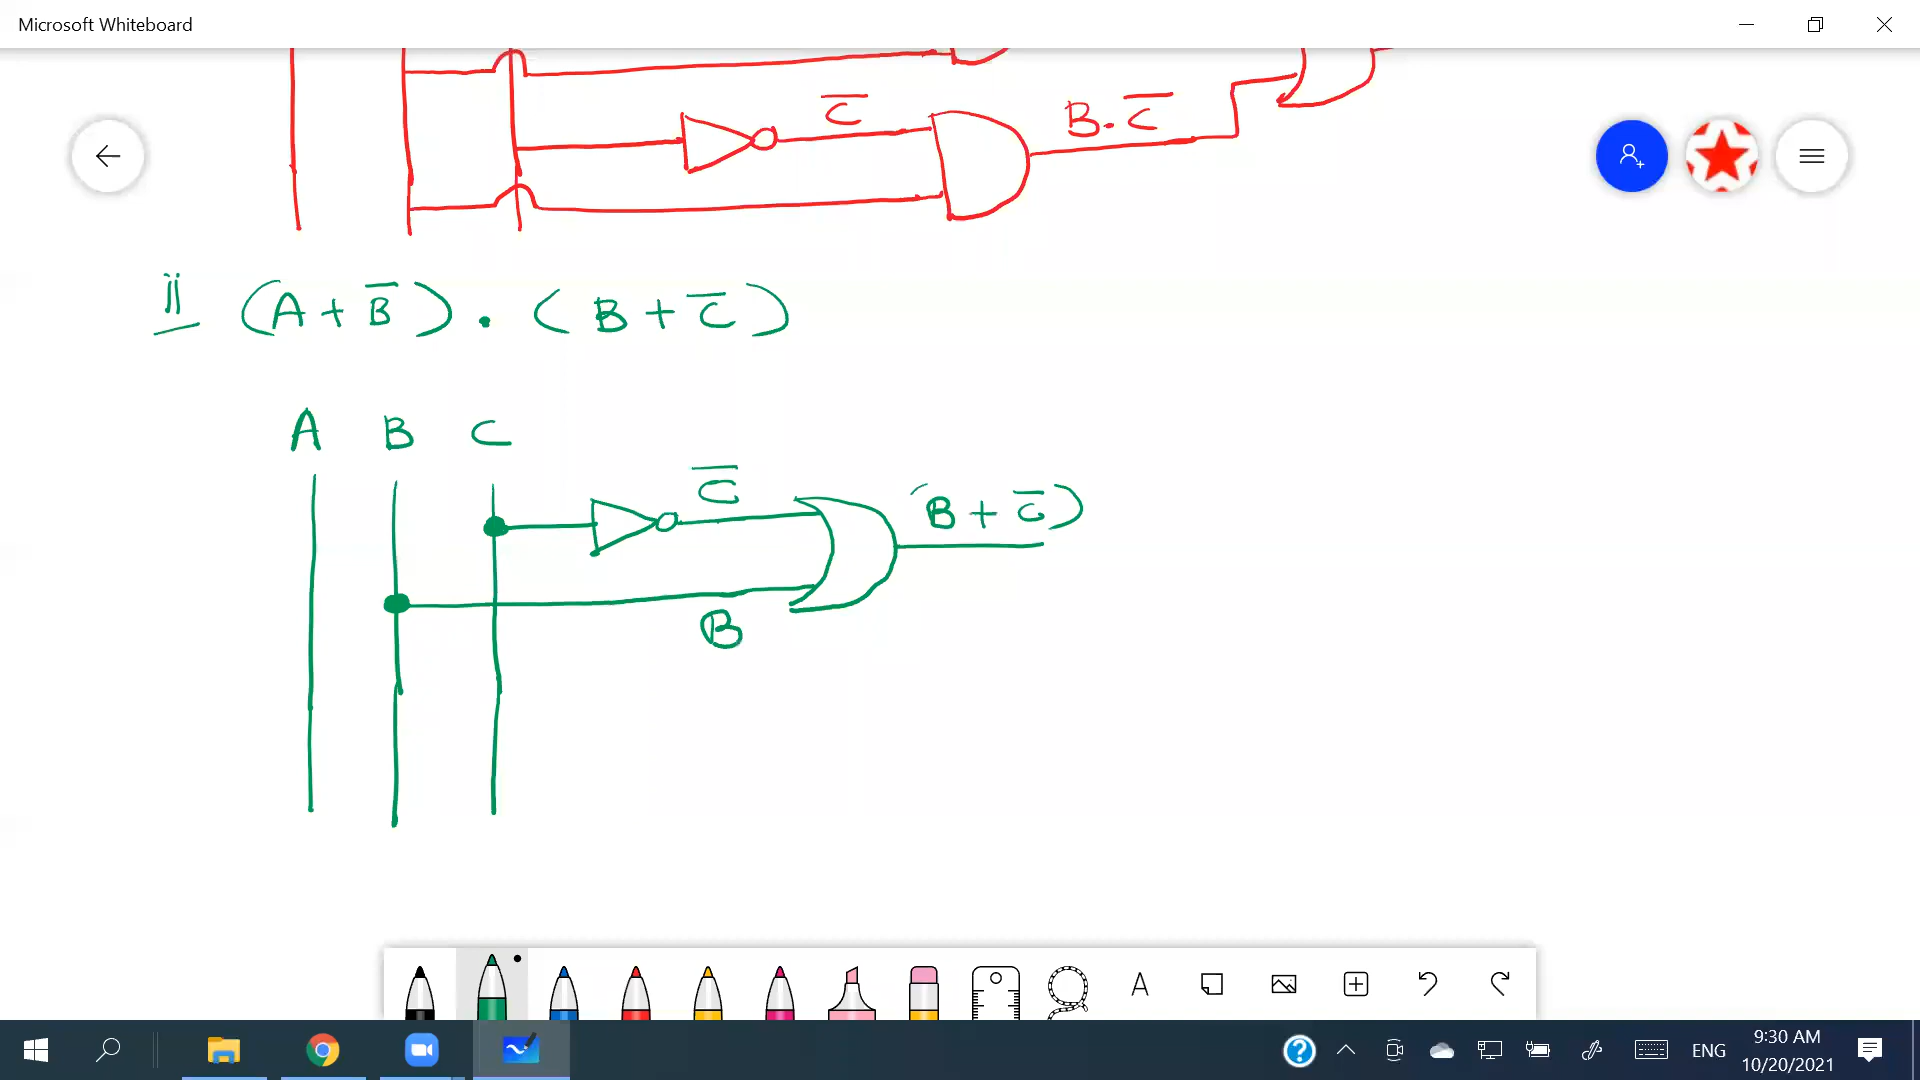 Microsoft Whiteboard
C̅
B.C̅
ii (A + B̅) . (B + C̅)
A B C
C̅
(B + C̅)
B
A
ENG
9:30 AM
10/20/2021